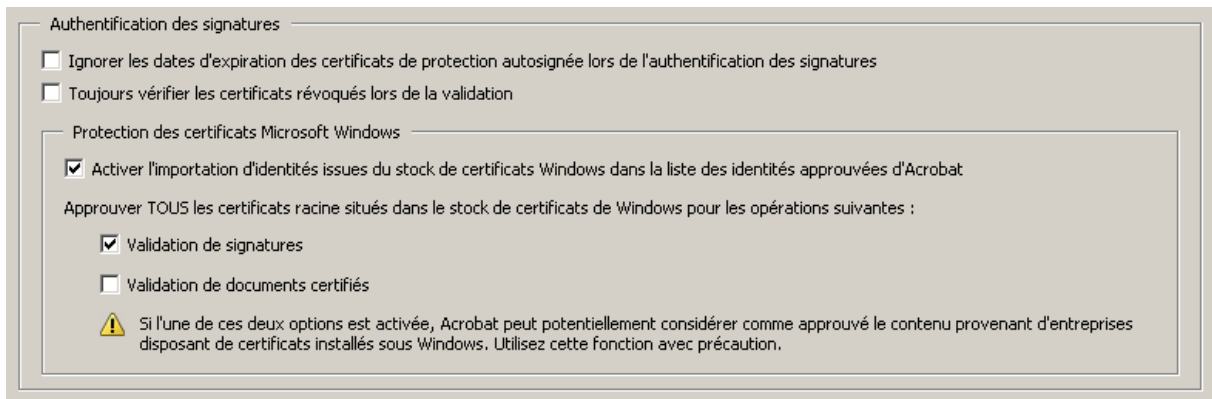 Authentification des signatures
Ignorer les dates d'expiration des certificats de protection autosignée lors de l'authentification des signatures
Toujours vérifier les certificats révoqués lors de la validation
Protection des certificats Microsoft Windows
Activer l'importation d'identités issues du stock de certificats Windows dans la liste des identités approuvées d'Acrobat
Approuver TOUS les certificats racine situés dans le stock de certificats de Windows pour les opérations suivantes :
Validation de signatures
Validation de documents certifiés
Si l'une de ces deux options est activée, Acrobat peut potentiellement considérer comme approuvé le contenu provenant d'entreprises
disposant de certificats installés sous Windows. Utilisez cette fonction avec précaution.